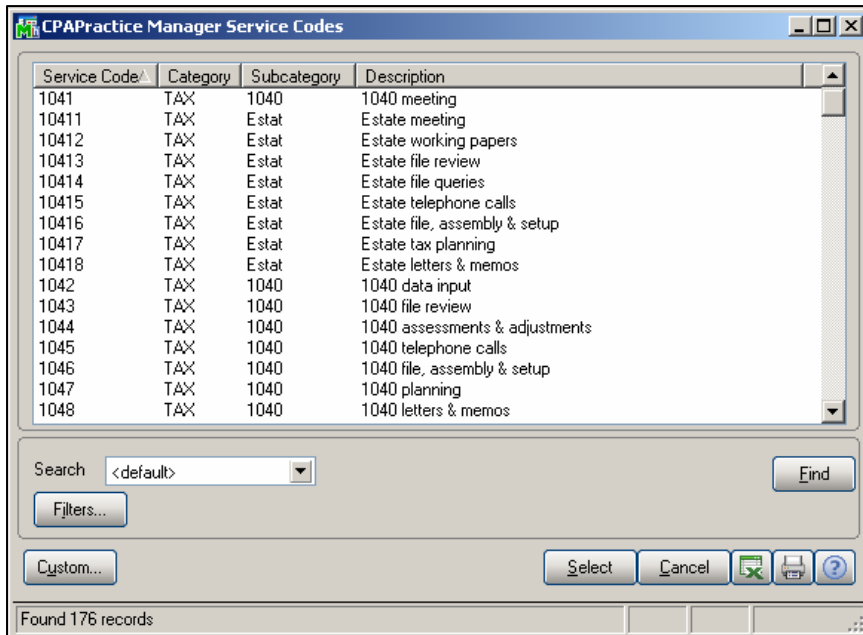 CPAPractice Manager Service Codes
Service Code Category Subcategory Description
1041 TAX 1040 1040 meeting
10411 TAX Estat Estate meeting
10412 TAX Estat Estate working papers
10413 TAX Estat Estate file review
10414 TAX Estat Estate file queries
10415 TAX Estat Estate telephone calls
10416 TAX Estat Estate file, assembly & setup
10417 TAX Estat Estate tax planning
10418 TAX Estat Estate letters & memos
1042 TAX 1040 1040 data input
1043 TAX 1040 1040 file review
1044 TAX 1040 1040 assessments & adjustments
1045 TAX 1040 1040 telephone calls
1046 TAX 1040 1040 file, assembly & setup
1047 TAX 1040 1040 planning
1048 TAX 1040 1040 letters & memos
Search <default> Find
Filters...
Custom... Select Cancel ?
Found 176 records